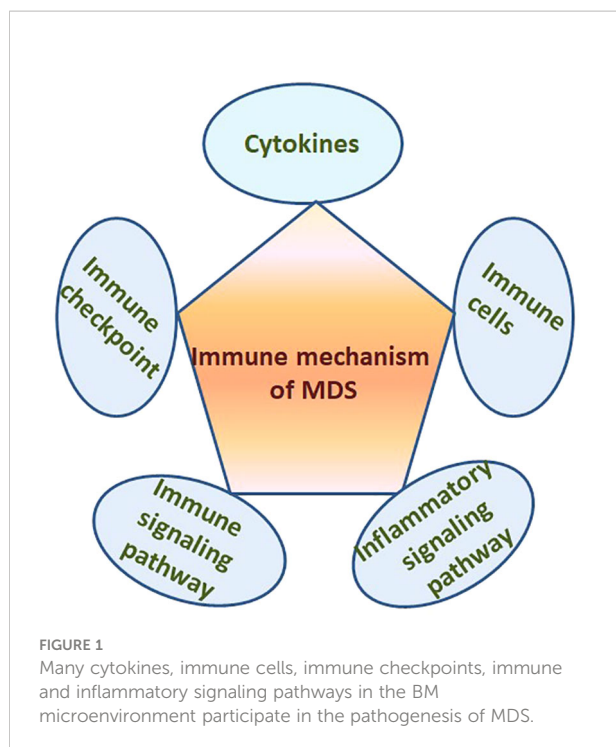 Cytokines
Immune
checkpoint
Immune
cells
Immune mechanism
of MDS
Immune
signaling
pathway
Inflammatory
signaling
pathway
FIGURE 1
Many cytokines, immune cells, immune checkpoints, immune
and inflammatory signaling pathways in the BM
microenvironment participate in the pathogenesis of MDS.